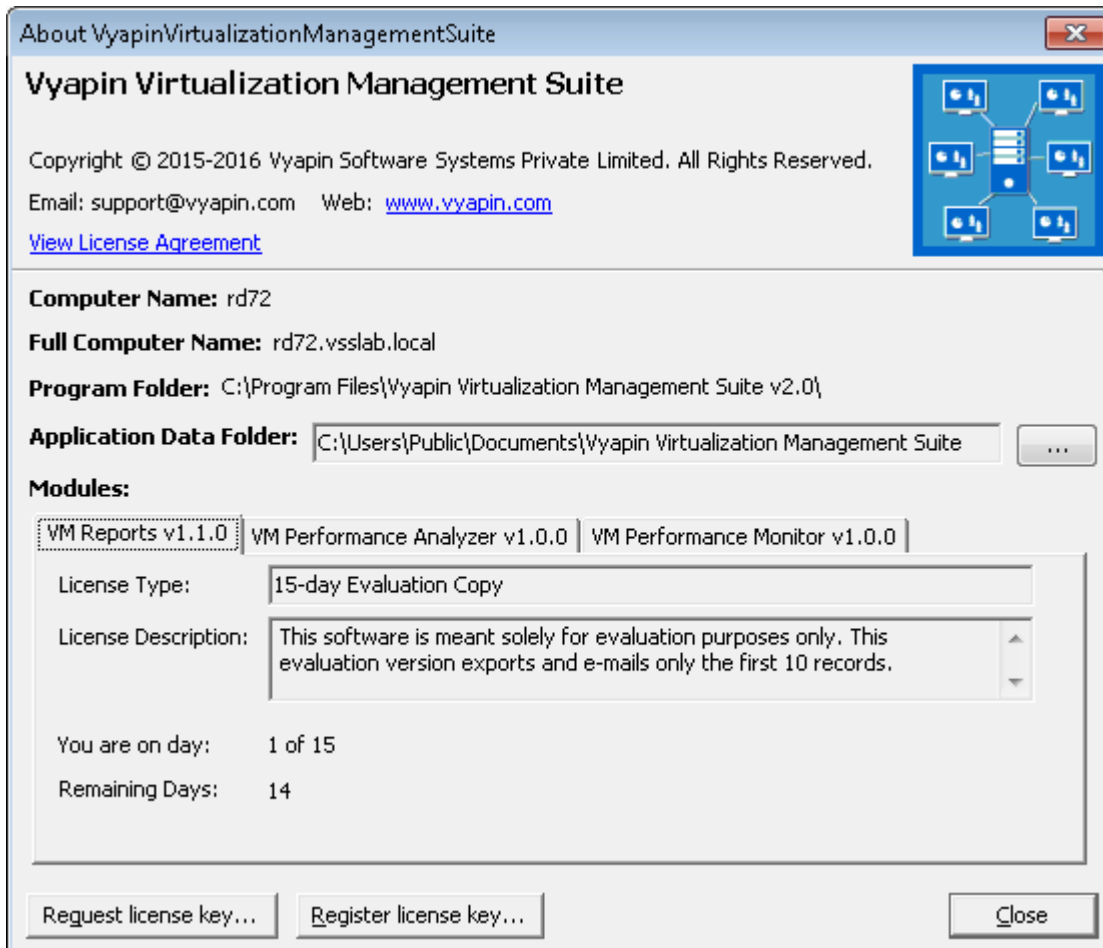 About VyapinVirtualizationManagementSuite
Vyapin Virtualization Management Suite
Copyright © 2015-2016 Vyapin Software Systems Private Limited. All Rights Reserved.
Email: support@vyapin.com Web: www.vyapin.com
View License Agreement
Computer Name: rd72
Full Computer Name: rd72.vsslab.local
Program Folder: C:\Program Files\Vyapin Virtualization Management Suite v2.0\
Application Data Folder: C:\Users\Public\Documents\Vyapin Virtualization Management Suite ...
Modules:
VM Reports v1.1.0 VM Performance Analyzer v1.0.0 VM Performance Monitor v1.0.0
License Type: 15-day Evaluation Copy
License Description: This software is meant solely for evaluation purposes only. This
evaluation version exports and e-mails only the first 10 records.
You are on day: 1 of 15
Remaining Days: 14
Request license key... Register license key... Close